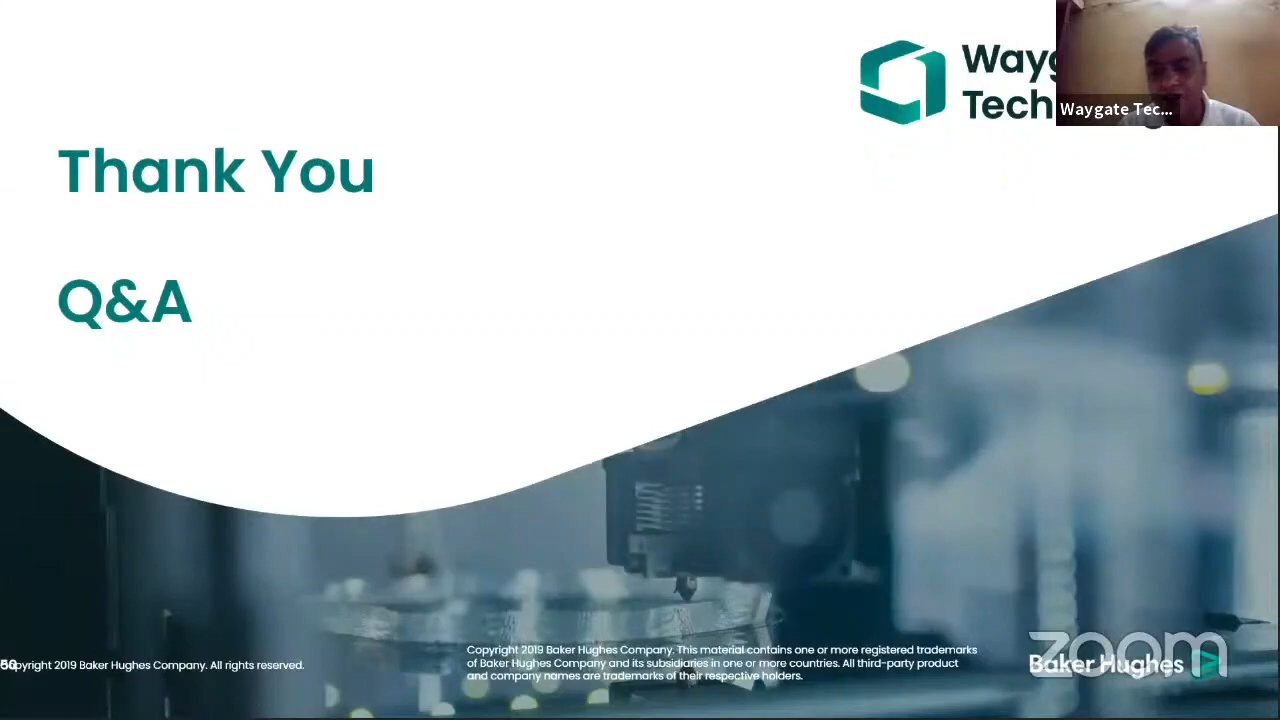 Wayg
Tech
Waygate Tec...
Thank You
Q&A
50
opyright 2019 Baker Hughes Company. All rights reserved.
Copyright 2019 Baker Hughes Company. This material contains one or more registered trademarks
of Baker Hughes Company and its subsidiaries in one or more countries. All third-party product
and company names are trademarks of their respective holders.
Baker Hughes
zoom